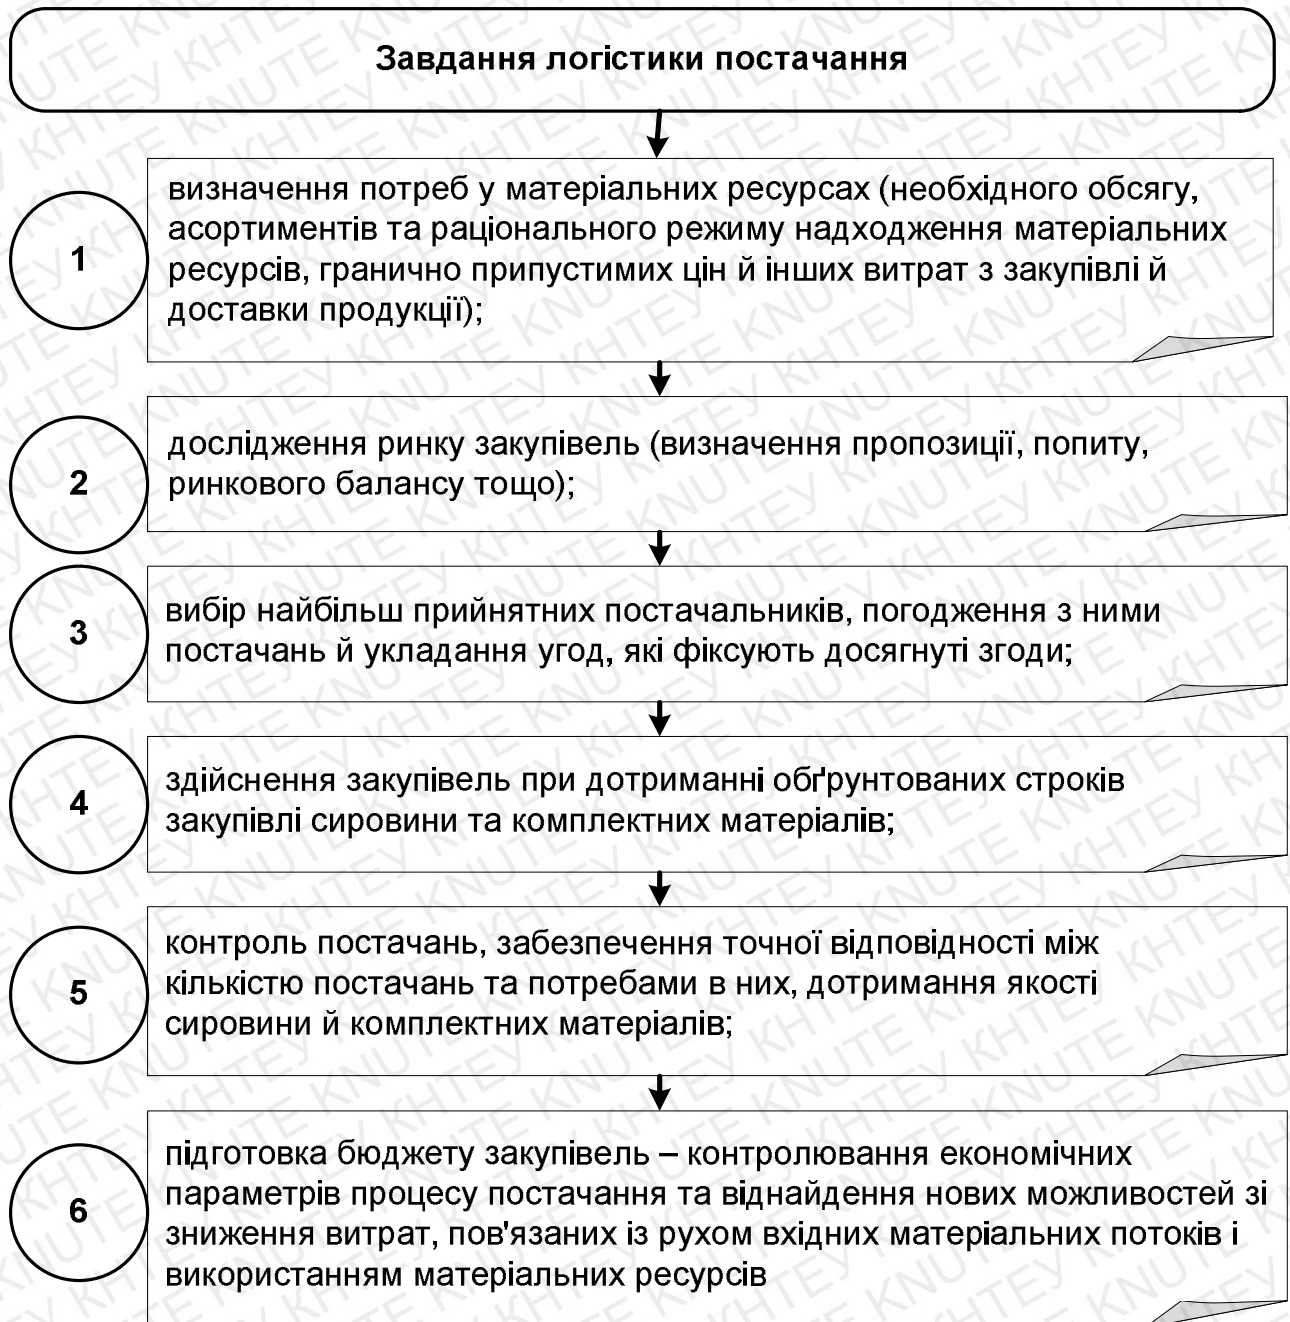 Завдання логістики постачання
1
визначення потреб у матеріальних ресурсах (необхідного обсягу,
асортиментів та раціонального режиму надходження матеріальних
ресурсів, гранично припустимих цін й інших витрат з закупівлі й
доставки продукції);
2
дослідження ринку закупівель (визначення пропозиції, попиту,
ринкового балансу тощо);
3
вибір найбільш прийнятних постачальників, погодження з ними
постачань й укладання угод, які фіксують досягнуті згоди;
4
здійснення закупівель при дотриманні обґрунтованих строків
закупівлі сировини та комплектних матеріалів;
5
контроль постачань, забезпечення точної відповідності між
кількістю постачань та потребами в них, дотримання якості
сировини й комплектних матеріалів;
6
підготовка бюджету закупівель – контролювання економічних
параметрів процесу постачання та віднайдення нових можливостей зі
зниження витрат, пов'язаних із рухом вхідних матеріальних потоків і
використанням матеріальних ресурсів